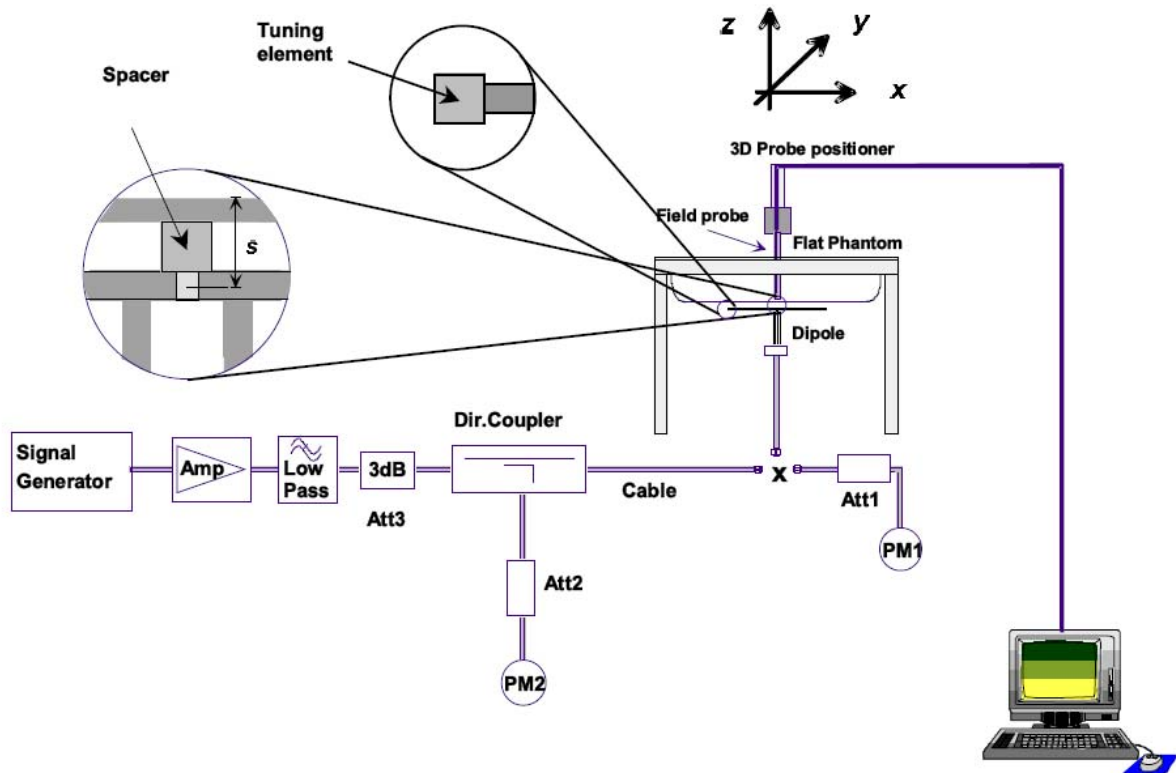 Tuning
element
Spacer
z
y
x
3D Probe positioner
Field probe
Flat Phantom
s
Dipole
Dir.Coupler
Signal
Generator
Amp
Low
Pass
3dB
Att3
Cable
x
Att1
PM1
Att2
PM2